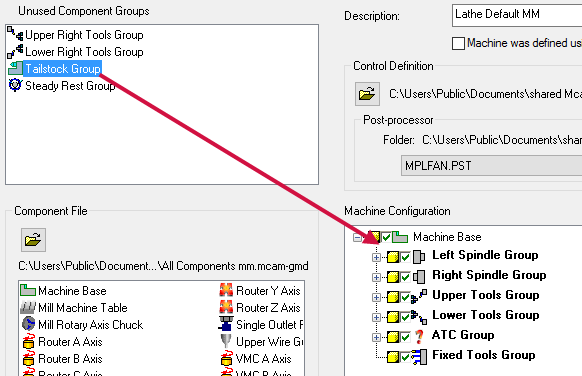 Unused Component Groups
Upper Right Tools Group
Lower Right Tools Group
Tailstock Group
Steady Rest Group
Description:
Lathe Default MM
Machine was defined us
Control Definition
C:\Users\Public\Documents\shared Mca
Post-processor
Folder: C:\Users\Public\Documents\shar
MPLFAN.PST
Component File
C:\Users\Public\Document...\All Components mm.mcam-gmd
Machine Base
Mill Machine Table
Mill Rotary Axis Chuck
Router A Axis
Router B Axis
Router C Axis
Router Y Axis
Router Z Axis
Single Outlet F
Upper Wire Gu
VMC A Axis
VMC B Axis
Machine Configuration
Machine Base
Left Spindle Group
Right Spindle Group
Upper Tools Group
Lower Tools Group
ATC Group
Fixed Tools Group